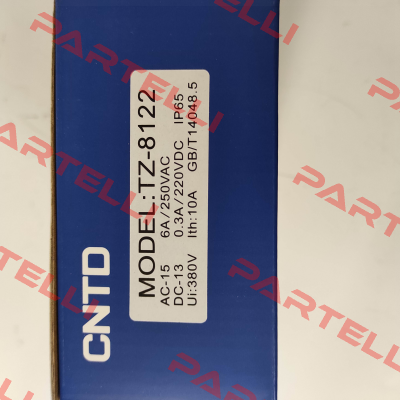 CNTD
MODEL:TZ-8122
AC-15 6A/250VAC
DC-13 0.3A/220VDC IP65
Ui:380V Ith:10A GB/T14048.5
PARTELLI
PARTELLI
PARTELLI
PARTELLI